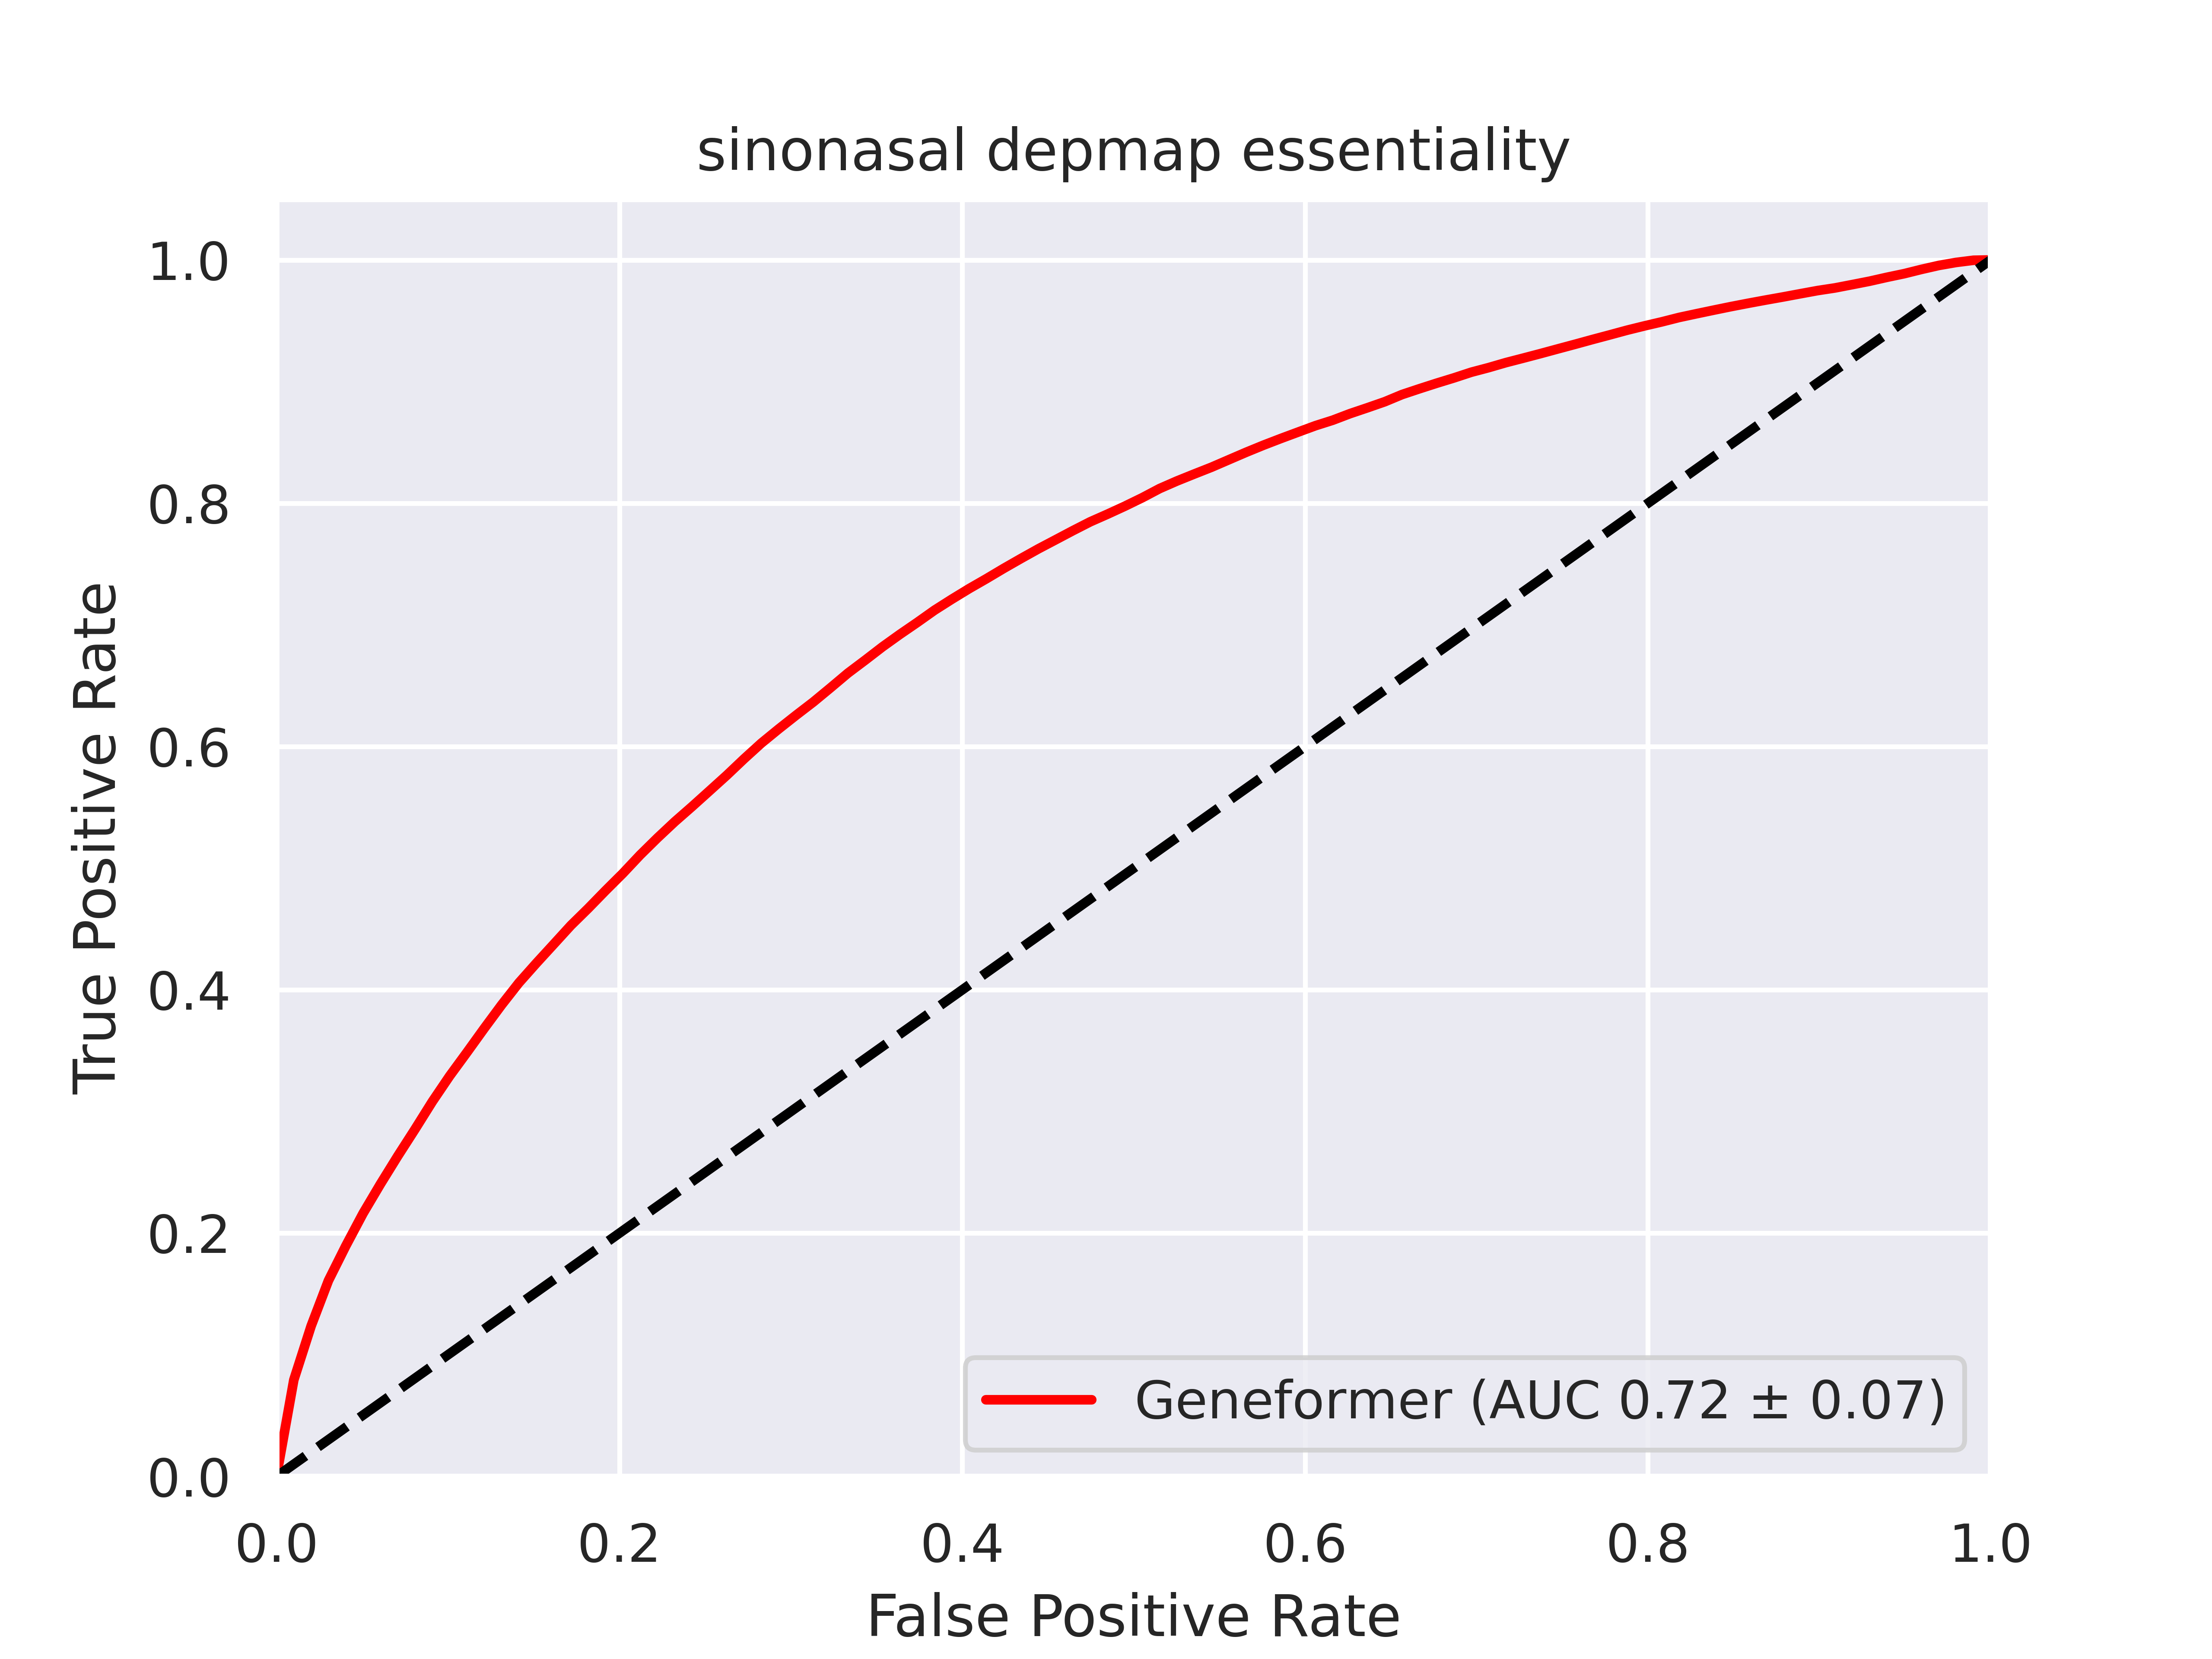 sinonasal depmap essentiality
1.0
0.8
0.6
0.4
0.2
0.0
True Positive Rate
Geneformer (AUC 0.72 ± 0.07)
0.0 0.2 0.4 0.6 0.8 1.0
False Positive Rate